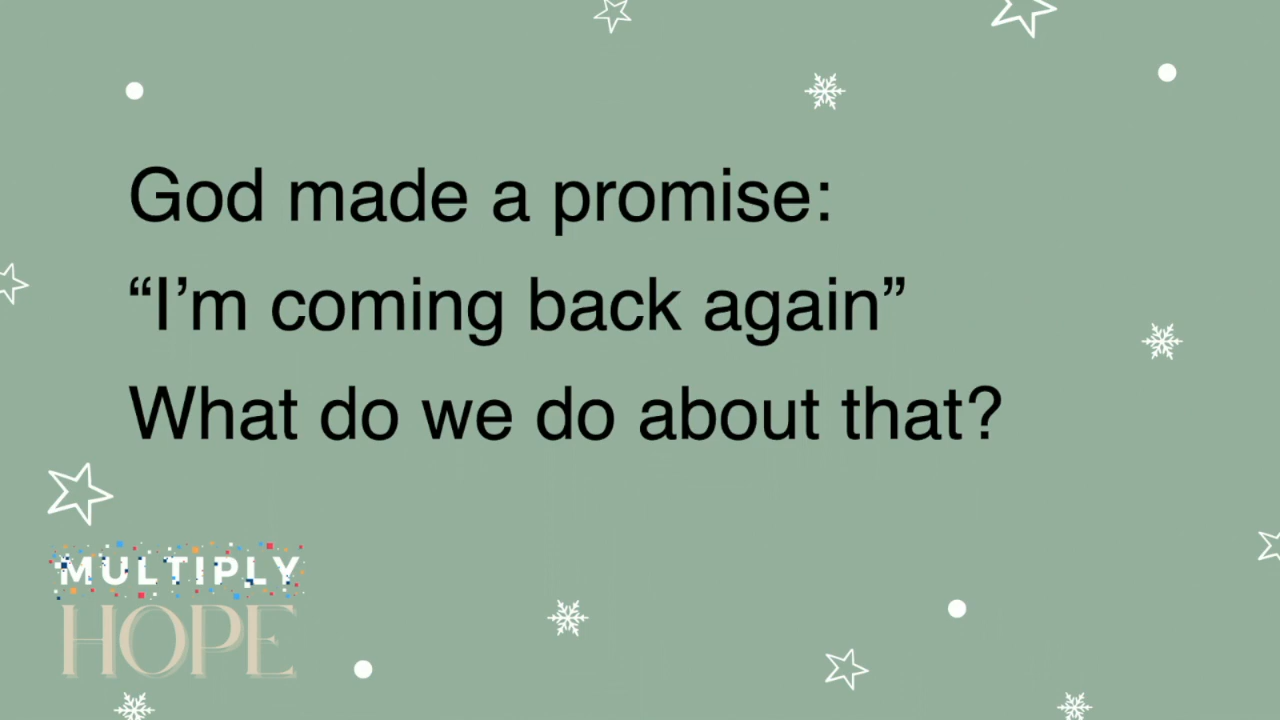 God made a promise:
“I’m coming back again”
What do we do about that?
MULTIPLY
HOPE